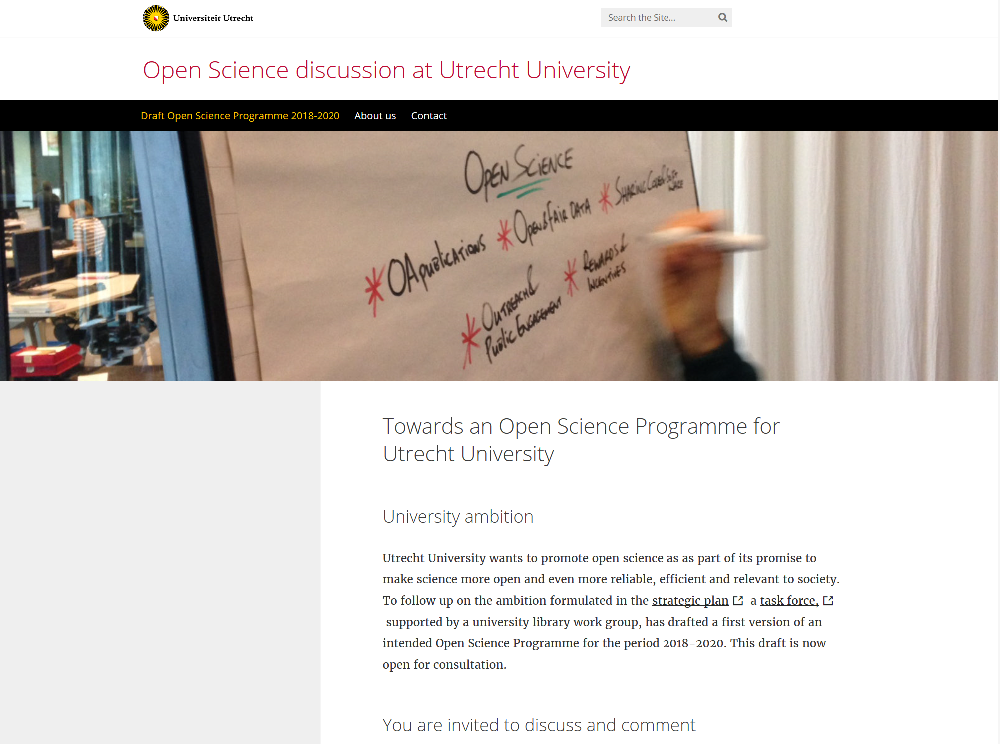 Universiteit Utrecht
Search the Site...
Open Science discussion at Utrecht University
Draft Open Science Programme 2018-2020 About us Contact
OPEN SCIENCE
* OA PUBLICATIONS
* OPEN & FAIR DATA
* SHARING CODE & SOFT
WARE
* OUTREACH &
PUBLIC ENGAGEMENT
* REWARDS &
INCENTIVES
Towards an Open Science Programme for
Utrecht University
University ambition
Utrecht University wants to promote open science as as part of its promise to
make science more open and even more reliable, efficient and relevant to society.
To follow up on the ambition formulated in the strategic plan a task force,
supported by a university library work group, has drafted a first version of an
intended Open Science Programme for the period 2018-2020. This draft is now
open for consultation.
You are invited to discuss and comment